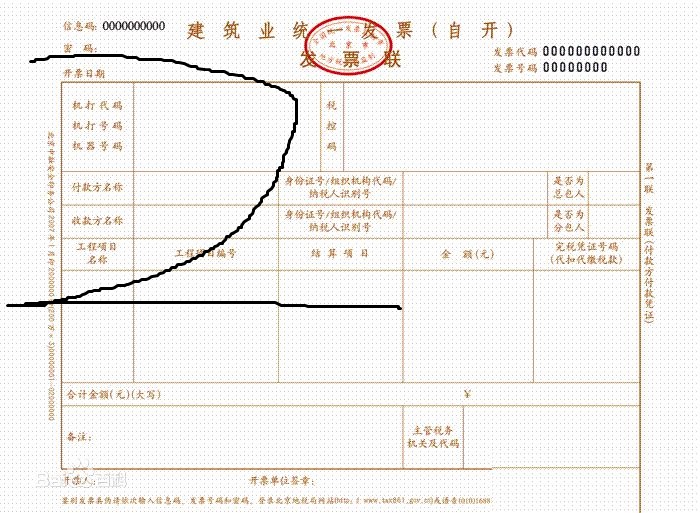 信息码: 0000000000
建筑业统一发票(自开)
密 码:
发票联
发票代码 000000000000
发票号码 00000000
开票日期
机打代码
机打号码
机器号码
税控码
付款方名称
身份证号/组织机构代码/
纳税人识别号
是否为
总包人
收款方名称
身份证号/组织机构代码/
纳税人识别号
是否为
分包人
工程项目
名称
工程项目编号
结算项目
金 额(元)
完税凭证号码
(代扣代缴税款)
合计金额(元)(大写)
¥
备注:
主管税务
机关及代码
开票人:
开票单位签章:
第一联 发票联(付款方付款凭证)
Baidu百科